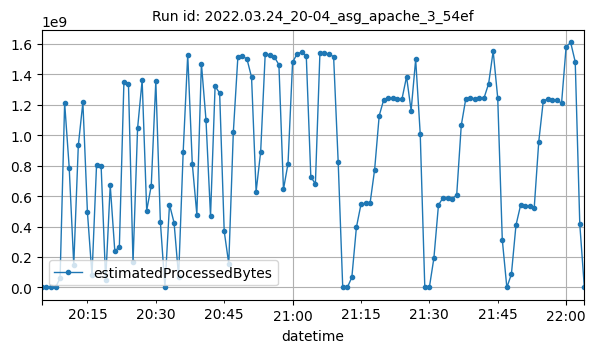 Run id: 2022.03.24_20-04_asg_apache_3_54ef
1e9
1.6
1.4
1.2
1.0
0.8
0.6
0.4
0.2
0.0
estimatedProcessedBytes
20:15 20:30 20:45 21:00 21:15 21:30 21:45 22:00
datetime